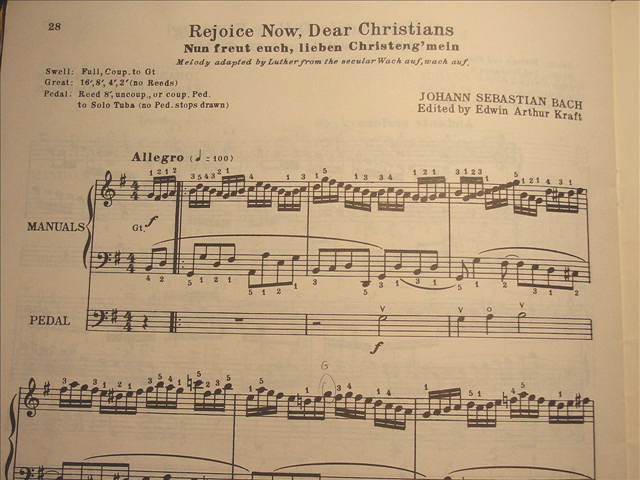 28
Rejoice Now, Dear Christians
Nun freut euch, lieben Christeng'mein
Melody adapted by Luther from the secular Wach auf, wach auf.
Swell: Full, Coup. to Gt
Great: 16', 8', 4', 2' (no Reeds)
Pedal: Reed 8', uncoup., or coup. Ped.
to Solo Tuba (no Ped. stops drawn)
JOHANN SEBASTIAN BACH
Edited by Edwin Arthur Kraft
Allegro (♩ = 100)
MANUALS
Gt. f
PEDAL
f
G